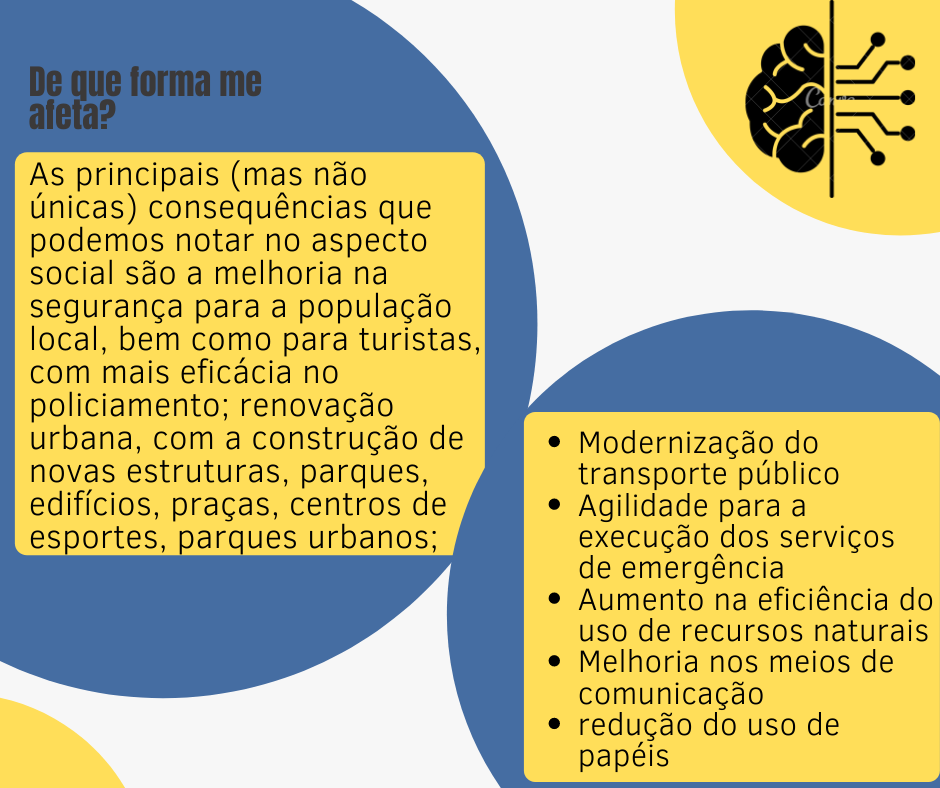 De que forma me
afeta?
As principais (mas não
únicas) consequências que
podemos notar no aspecto
social são a melhoria na
segurança para a população
local, bem como para turistas,
com mais eficácia no
policiamento; renovação
urbana, com a construção de
novas estruturas, parques,
edifícios, praças, centros de
esportes, parques urbanos;
Canva
• Modernização do
transporte público
• Agilidade para a
execução dos serviços
de emergência
• Aumento na eficiência do
uso de recursos naturais
• Melhoria nos meios de
comunicação
• redução do uso de
papéis